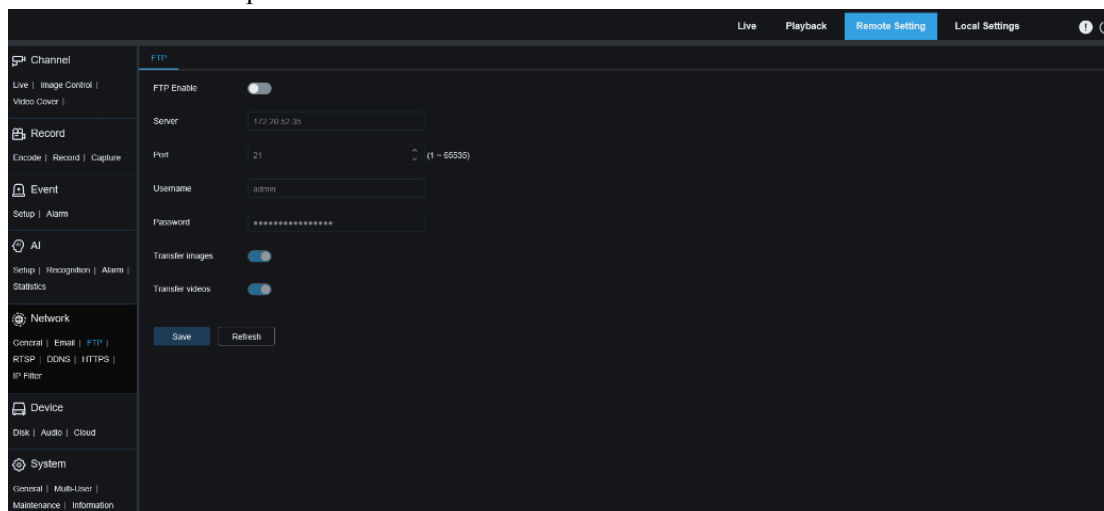 Live Playback Remote Setting Local Settings
Channel
Live | Image Control |
Video Cover |
Record
Encode | Record | Capture
Event
Setup | Alarm
AI
Setup | Recognition | Alarm |
Statistics
Network
General | Email | FTP |
RTSP | DDNS | HTTPS |
IP Filter
Device
Disk | Audio | Cloud
System
General | Multi-User |
Maintenance | Information
FTP
FTP Enable
Server 172.20.52.35
Port 21 (1 ~ 65535)
Username admin
Password ••••••••••••••••
Transfer images
Transfer videos
Save Refresh